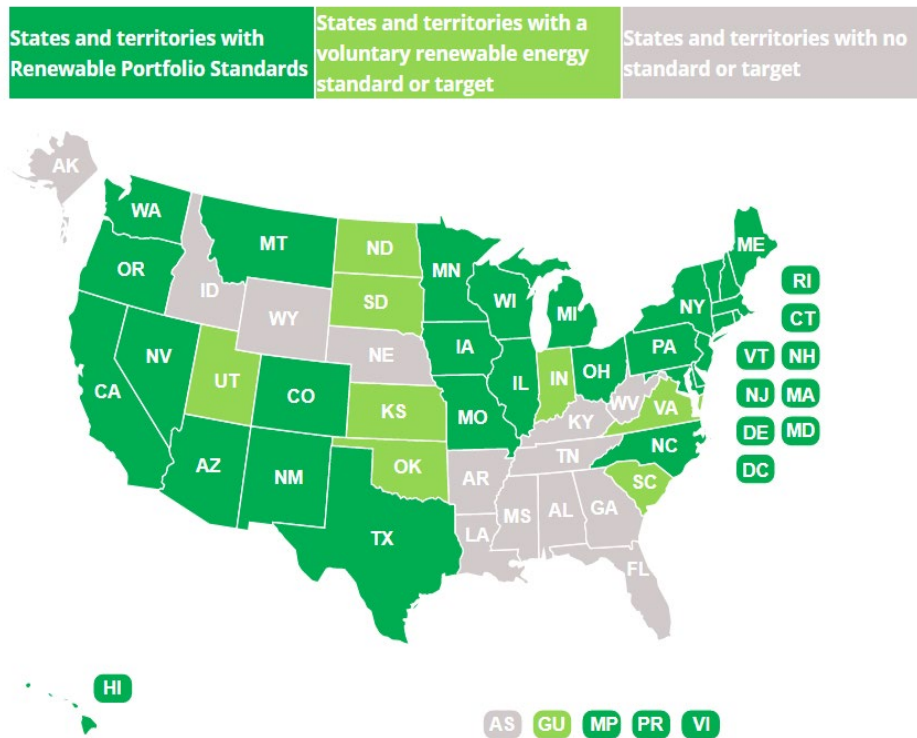 States and territories with
Renewable Portfolio Standards
States and territories with a
voluntary renewable energy
standard or target
States and territories with no
standard or target
AK
WA
MT
ND
MN
ME
OR
ID
SD
WI
MI
NY
RI
WY
CT
NV
NE
IA
PA
VT
NH
CA
UT
CO
IL
IN
OH
NJ
MA
KS
MO
WV
VA
KY
DE
MD
AZ
NM
OK
AR
TN
NC
DC
SC
TX
LA
MS
AL
GA
FL
HI
AS
GU
MP
PR
VI